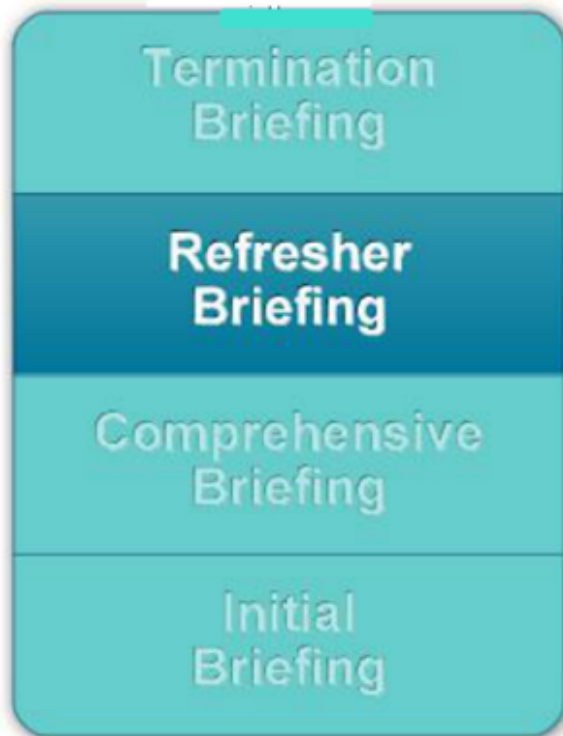 Termination
Briefing
Refresher
Briefing
Comprehensive
Briefing
Initial
Briefing